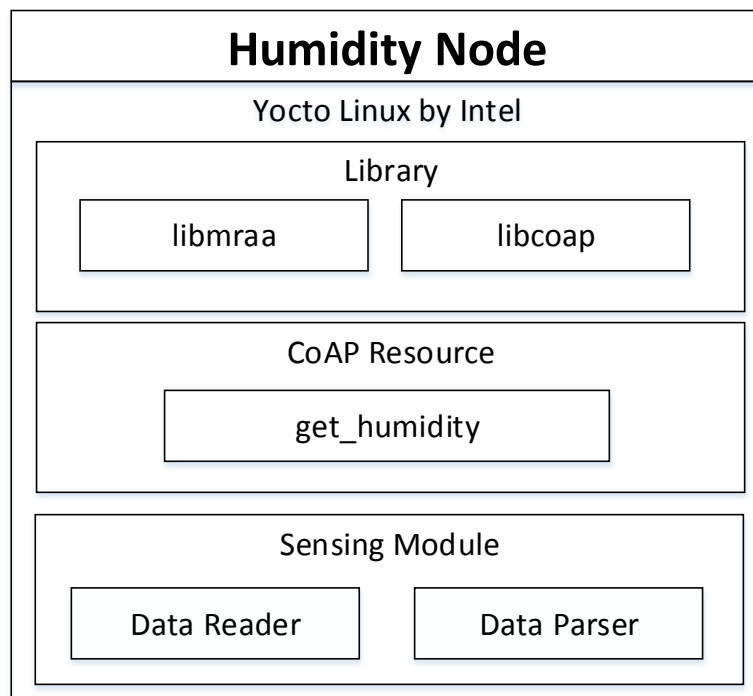 Humidity Node
Yocto Linux by Intel
Library
libmraa
libcoap
CoAP Resource
get_humidity
Sensing Module
Data Reader
Data Parser